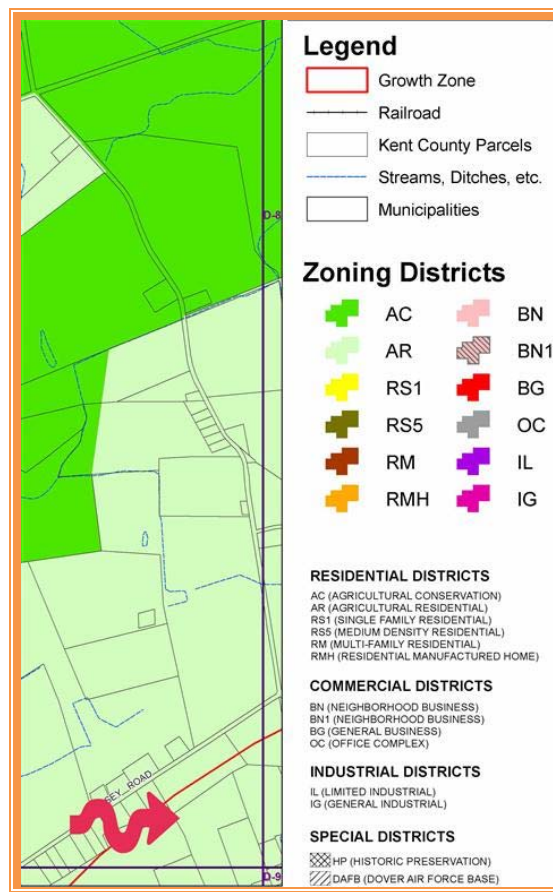 D-8
SEY_ROAD
D-9
Legend
Growth Zone
Railroad
Kent County Parcels
Streams, Ditches, etc.
Municipalities
Zoning Districts
AC BN
AR BN1
RS1 BG
RS5 OC
RM IL
RMH IG
RESIDENTIAL DISTRICTS
AC (AGRICULTURAL CONSERVATION)
AR (AGRICULTURAL RESIDENTIAL)
RS1 (SINGLE FAMILY RESIDENTIAL)
RS5 (MEDIUM DENSITY RESIDENTIAL)
RM (MULTI-FAMILY RESIDENTIAL)
RMH (RESIDENTIAL MANUFACTURED HOME)
COMMERCIAL DISTRICTS
BN (NEIGHBORHOOD BUSINESS)
BN1 (NEIGHBORHOOD BUSINESS)
BG (GENERAL BUSINESS)
OC (OFFICE COMPLEX)
INDUSTRIAL DISTRICTS
IL (LIMITED INDUSTRIAL)
IG (GENERAL INDUSTRIAL)
SPECIAL DISTRICTS
HP (HISTORIC PRESERVATION)
DAFB (DOVER AIR FORCE BASE)